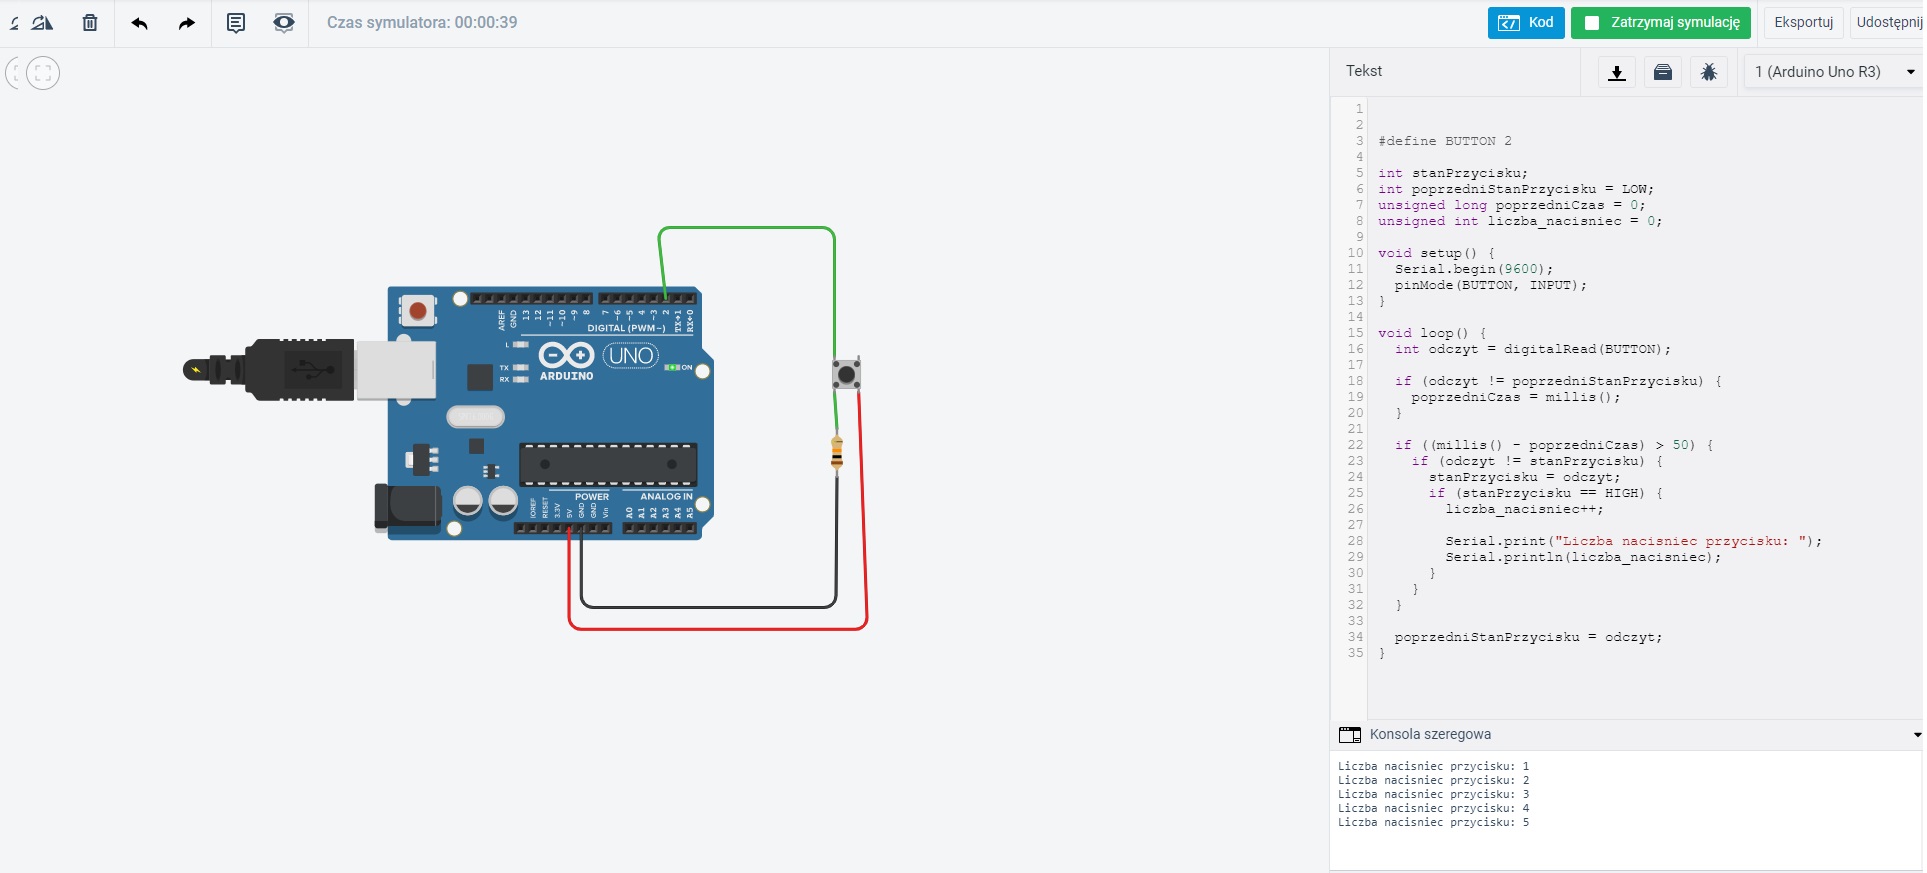 Czas symulatora: 00:00:39
Kod
Zatrzymaj symulację
Eksportuj
Udostępnij
Tekst
1 (Arduino Uno R3)
1
2
3 #define BUTTON 2
4
5 int stanPrzycisku;
6 int poprzedniStanPrzycisku = LOW;
7 unsigned long poprzedniCzas = 0;
8 unsigned int liczba_nacisniec = 0;
9
10 void setup() {
11 Serial.begin(9600);
12 pinMode(BUTTON, INPUT);
13 }
14
15 void loop() {
16 int odczyt = digitalRead(BUTTON);
17
18 if (odczyt != poprzedniStanPrzycisku) {
19 poprzedniCzas = millis();
20 }
21
22 if ((millis() - poprzedniCzas) > 50) {
23 if (odczyt != stanPrzycisku) {
24 stanPrzycisku = odczyt;
25 if (stanPrzycisku == HIGH) {
26 liczba_nacisniec++;
27
28 Serial.print("Liczba nacisniec przycisku: ");
29 Serial.println(liczba_nacisniec);
30 }
31 }
32 }
33
34 poprzedniStanPrzycisku = odczyt;
35 }
Konsola szeregowa
Liczba nacisniec przycisku: 1
Liczba nacisniec przycisku: 2
Liczba nacisniec przycisku: 3
Liczba nacisniec przycisku: 4
Liczba nacisniec przycisku: 5
AREF GND 13 12 ~11 ~10 ~9 8 7 ~6 ~5 4 ~3 2 TX→1 RX←0
DIGITAL (PWM~)
L
TX
RX
UNO
ARDUINO
ON
POWER
ANALOG IN
IOREF RESET 3.3V 5V GND GND Vin A0 A1 A2 A3 A4 A5